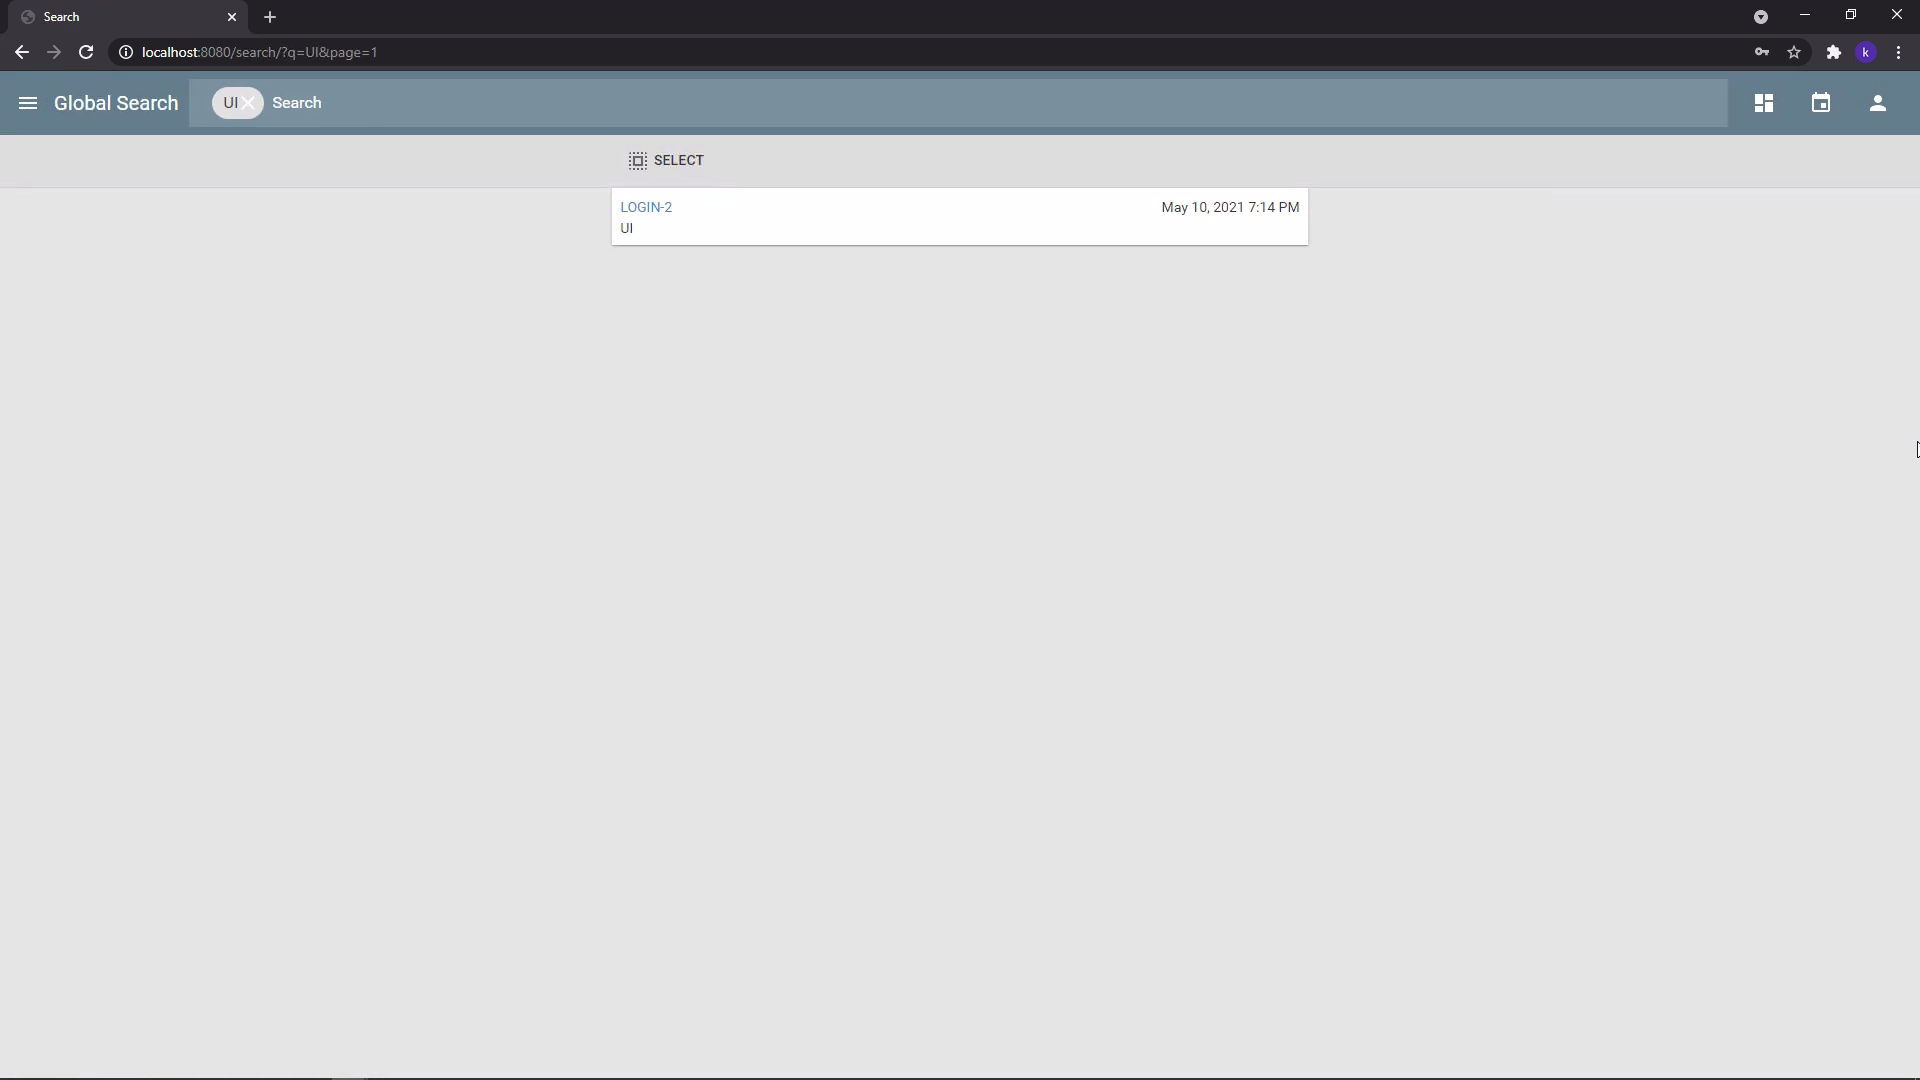 Search
localhost:8080/search/?q=UI&page=1
k
Global Search
UI
Search
SELECT
LOGIN-2
May 10, 2021 7:14 PM
UI